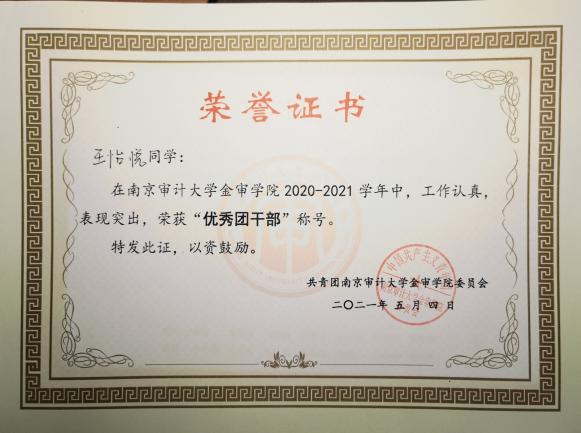 荣誉证书
王怡悦同学：
在南京审计大学金审学院 2020-2021 学年中，工作认真，
表现突出，荣获“优秀团干部”称号。
特发此证，以资鼓励。
共青团南京审计大学金审学院委员会
二〇二一年 五 月 四 日